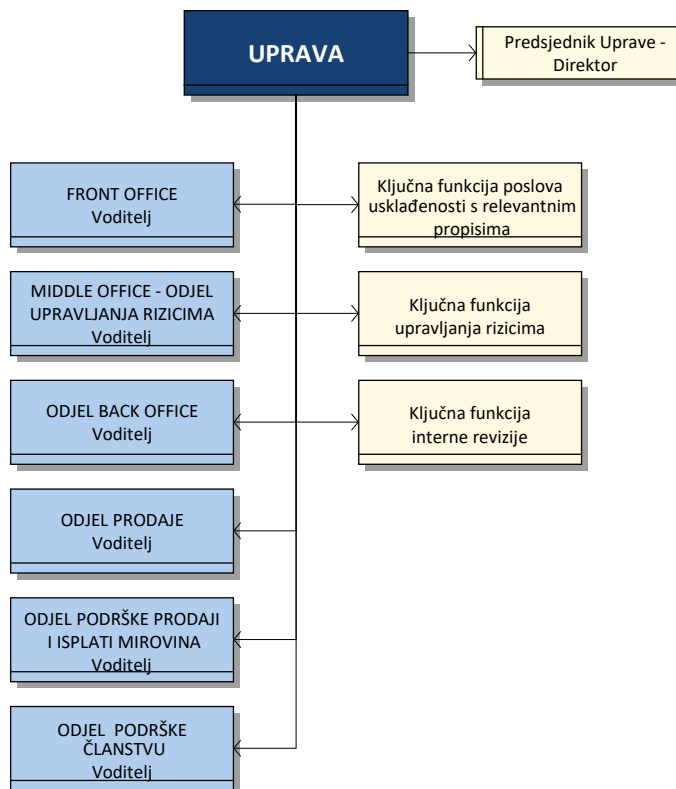 UPRAVA
Predsjednik Uprave -
Direktor
FRONT OFFICE
Voditelj
Ključna funkcija poslova
usklađenosti s relevantnim
propisima
MIDDLE OFFICE - ODJEL
UPRAVLJANJA RIZICIMA
Voditelj
Ključna funkcija
upravljanja rizicima
ODJEL BACK OFFICE
Voditelj
Ključna funkcija
interne revizije
ODJEL PRODAJE
Voditelj
ODJEL PODRŠKE PRODAJI
I ISPLATI MIROVINA
Voditelj
ODJEL PODRŠKE
ČLANSTVU
Voditelj